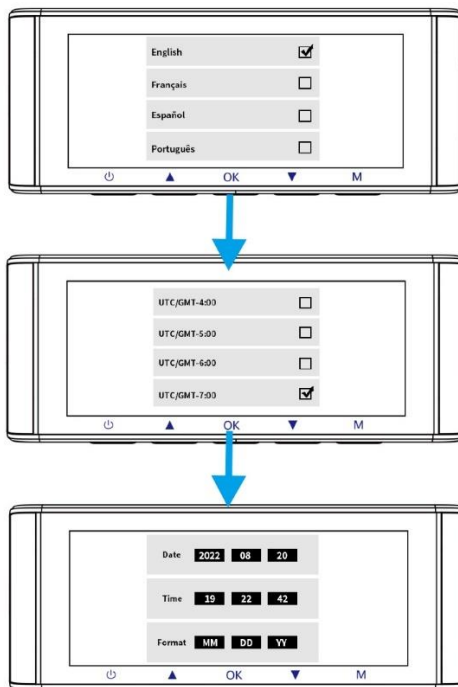 English
Français
Español
Português
⏻ ▲ OK ▼ M
UTC/GMT-4:00
UTC/GMT-5:00
UTC/GMT-6:00
UTC/GMT-7:00
⏻ ▲ OK ▼ M
Date 2022 08 20
Time 19 22 42
Format MM DD YY
⏻ ▲ OK ▼ M